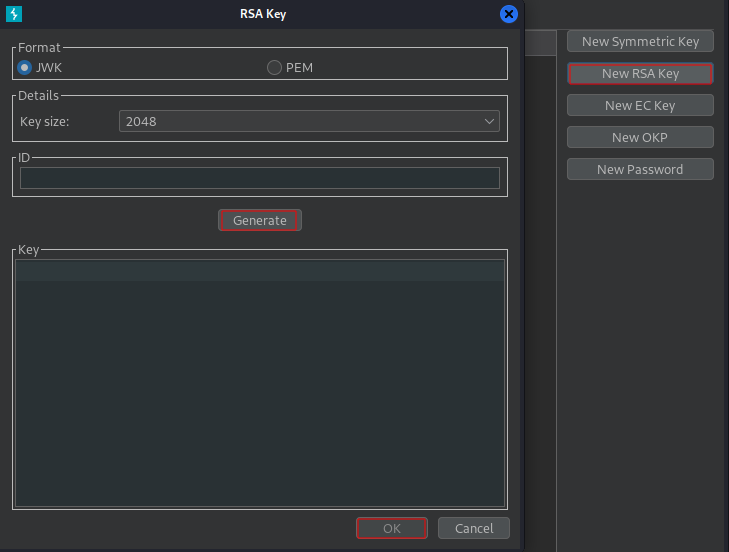 RSA Key
Format
JWK
PEM
Details
Key size:
2048
ID
Generate
Key
OK
Cancel
New Symmetric Key
New RSA Key
New EC Key
New OKP
New Password